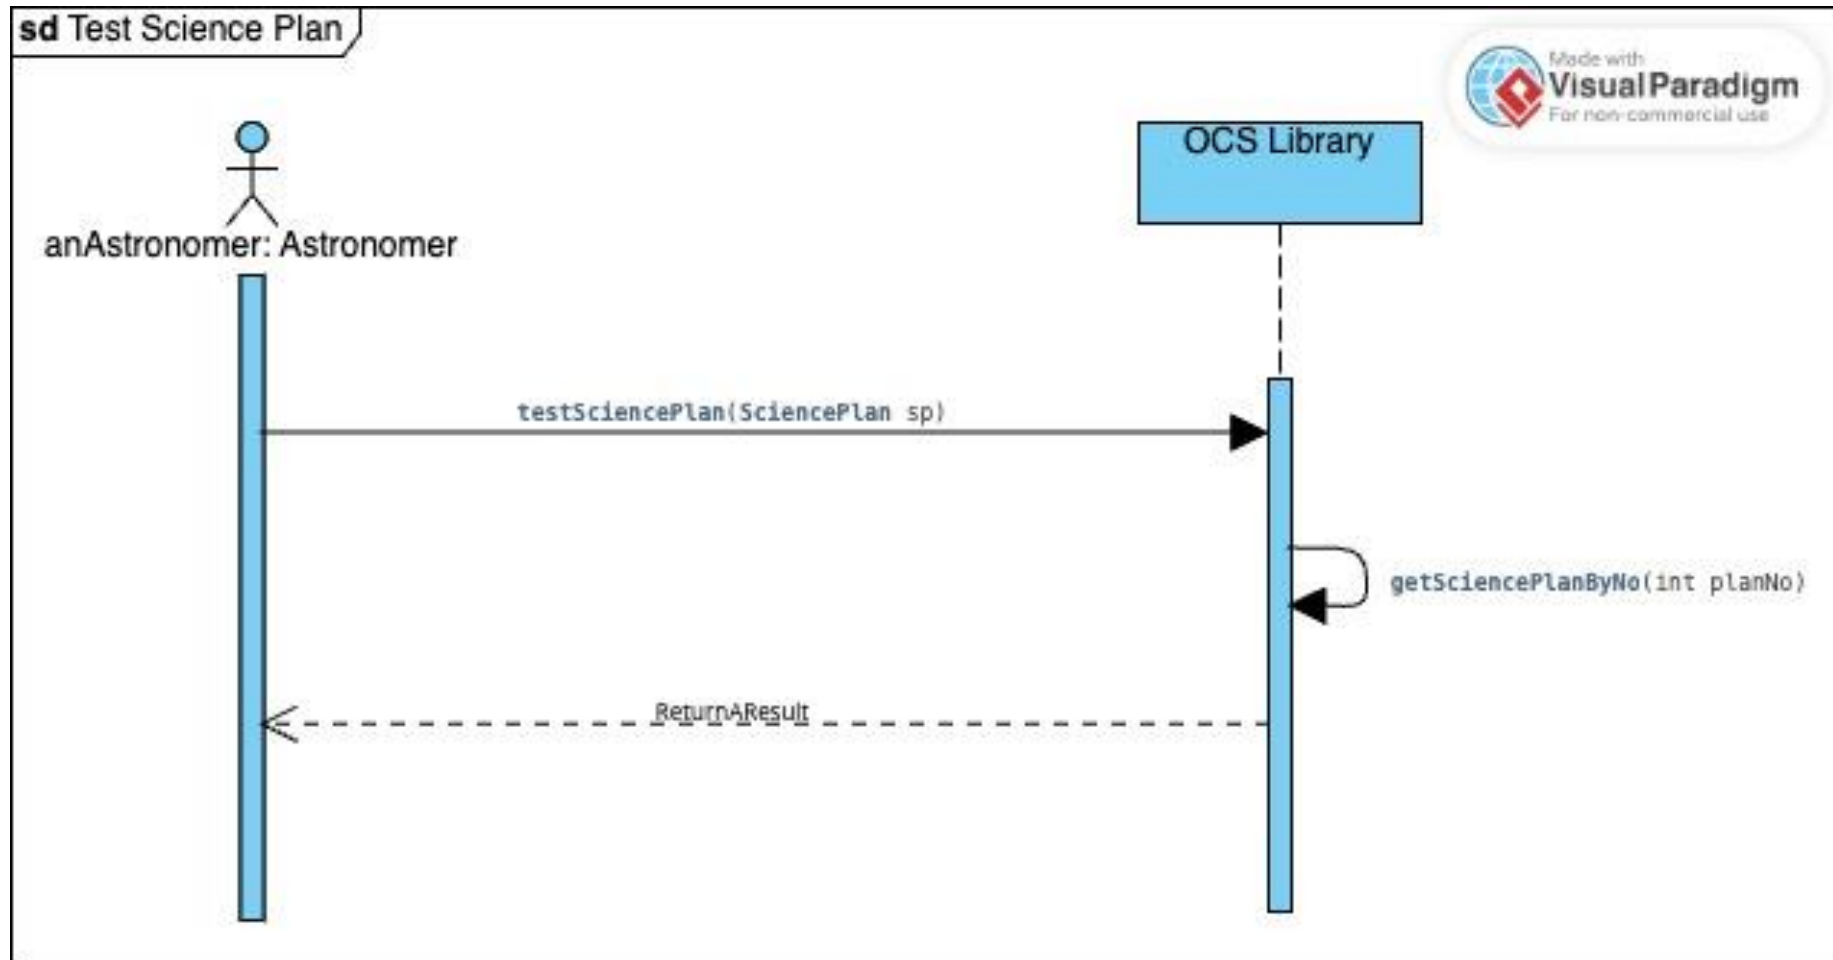 sd Test Science Plan
Made with
Visual Paradigm
For non-commercial use
OCS Library
anAstronomer: Astronomer
testSciencePlan(SciencePlan sp)
getSciencePlanByNo(int planNo)
ReturnAResult